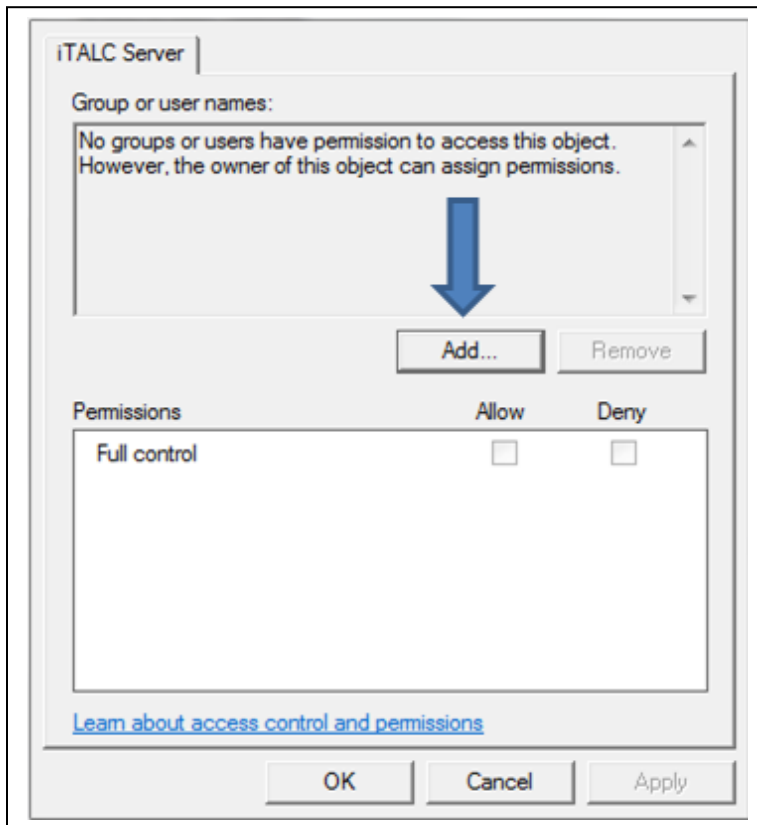 iTALC Server
Group or user names:
No groups or users have permission to access this object.
However, the owner of this object can assign permissions.
Add...
Remove
Permissions
Allow
Deny
Full control
Learn about access control and permissions
OK
Cancel
Apply